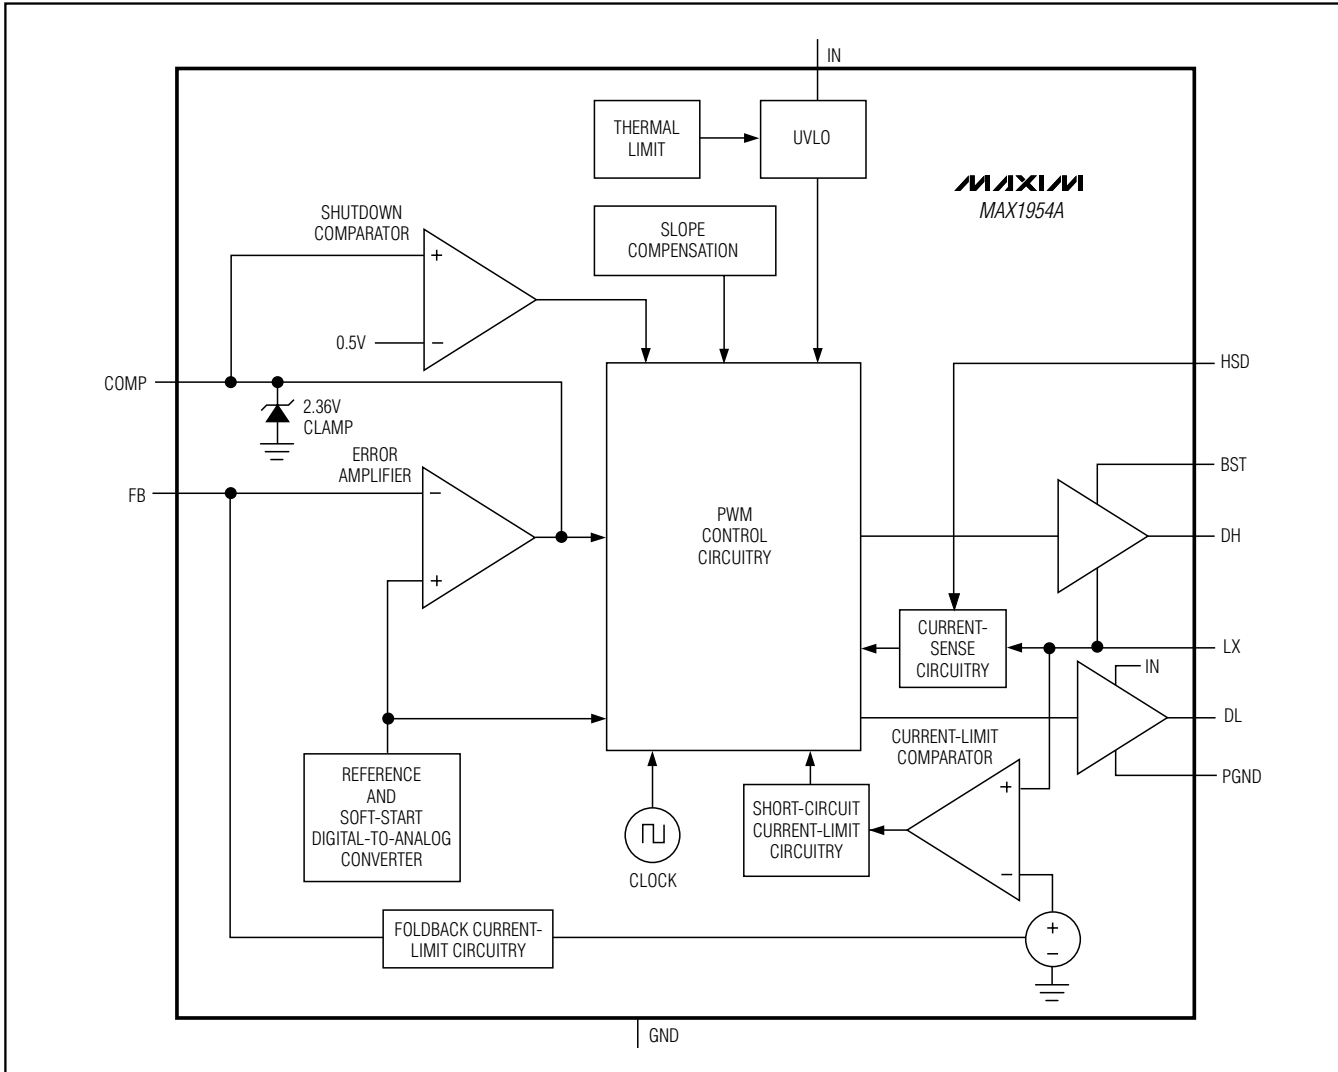 IN
THERMAL
LIMIT
UVLO
MAXIM
MAX1954A
SHUTDOWN
COMPARATOR
SLOPE
COMPENSATION
+
0.5V
−
COMP
HSD
2.36V
CLAMP
ERROR
AMPLIFIER
BST
FB
−
PWM
CONTROL
CIRCUITRY
DH
+
CURRENT-
SENSE
CIRCUITRY
LX
IN
DL
CURRENT-LIMIT
COMPARATOR
PGND
REFERENCE
AND
SOFT-START
DIGITAL-TO-ANALOG
CONVERTER
SHORT-CIRCUIT
CURRENT-LIMIT
CIRCUITRY
+
−
CLOCK
FOLDBACK CURRENT-
LIMIT CIRCUITRY
+
−
GND